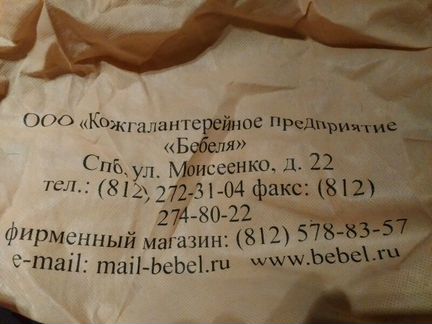 ООО «Кожгалантерейное предприятие
«Бебеля»
Спб, ул. Моисеенко, д. 22
тел.: (812) 272-31-04 факс: (812)
274-80-22
фирменный магазин: (812) 578-83-57
e-mail: mail-bebel.ru www.bebel.ru